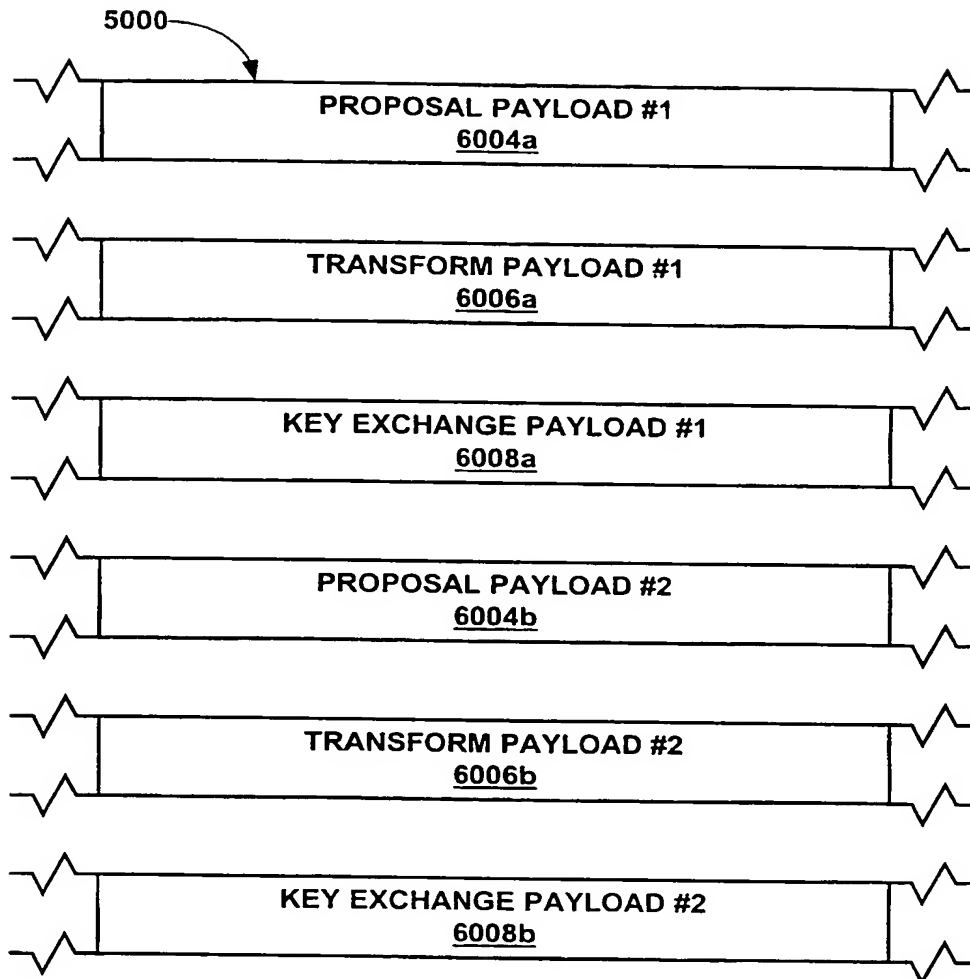 5000
PROPOSAL PAYLOAD #1
6004a
TRANSFORM PAYLOAD #1
6006a
KEY EXCHANGE PAYLOAD #1
6008a
PROPOSAL PAYLOAD #2
6004b
TRANSFORM PAYLOAD #2
6006b
KEY EXCHANGE PAYLOAD #2
6008b